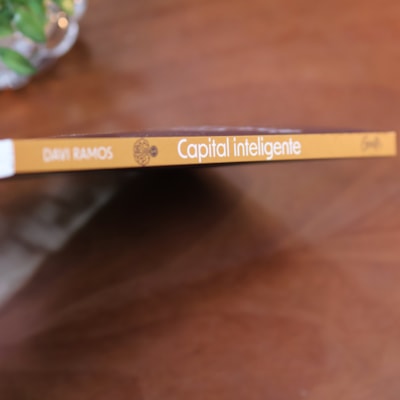 DAVI RAMOS
Capital inteligente